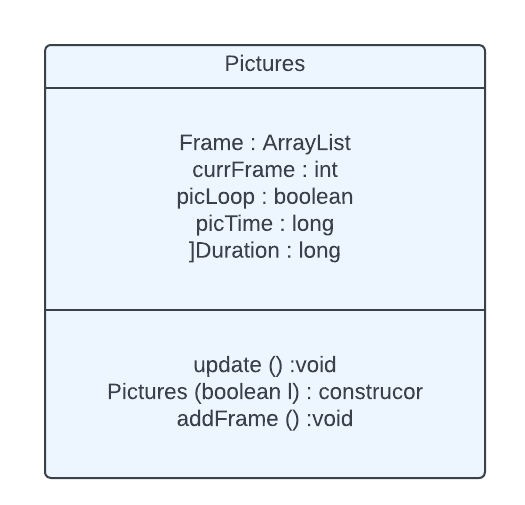 Pictures
Frame : ArrayList
currFrame : int
picLoop : boolean
picTime : long
]Duration : long
update () :void
Pictures (boolean l) : construcor
addFrame () :void